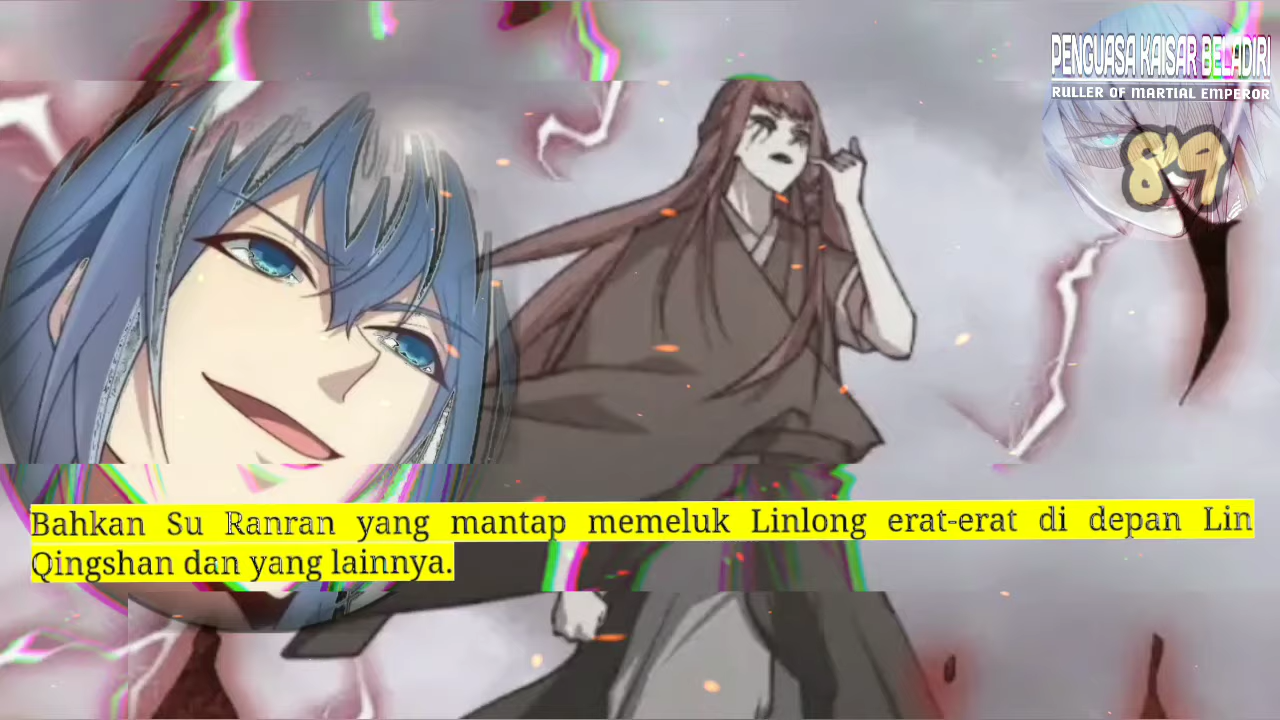 PENGUASA KAISAR BELADIRI
RULLER OF MARTIAL EMPEROR
89
Bahkan Su Ranran yang mantap memeluk Linlong erat-erat di depan Lin
Qingshan dan yang lainnya.